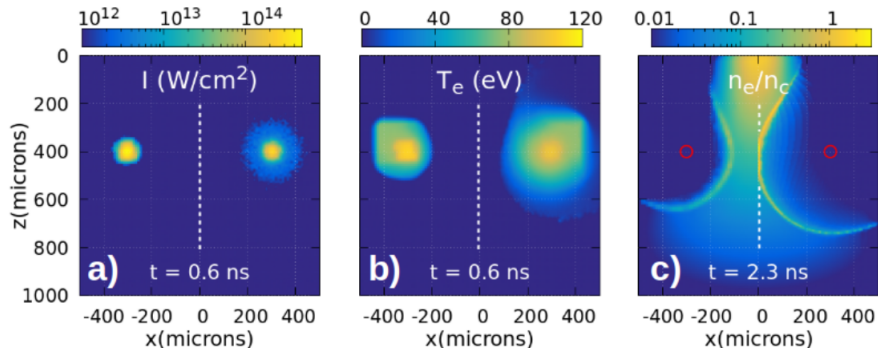 10¹² 10¹³ 10¹⁴
0 40 80 120
0.01 0.1 1
I (W/cm²)
Tₑ (eV)
nₑ/n_c
z(microns)
0
200
400
600
800
1000
a) t = 0.6 ns
b) t = 0.6 ns
c) t = 2.3 ns
-400 -200 0 200 400
-400 -200 0 200 400
-400 -200 0 200 400
x(microns)
x(microns)
x(microns)